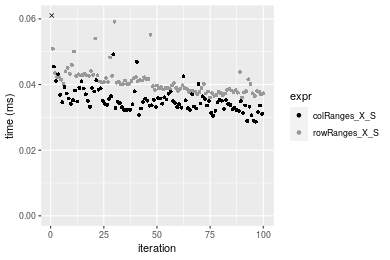 0.06
0.04
0.02
0.00
time (ms)
0
25
50
75
100
iteration
expr
colRanges_X_S
rowRanges_X_S